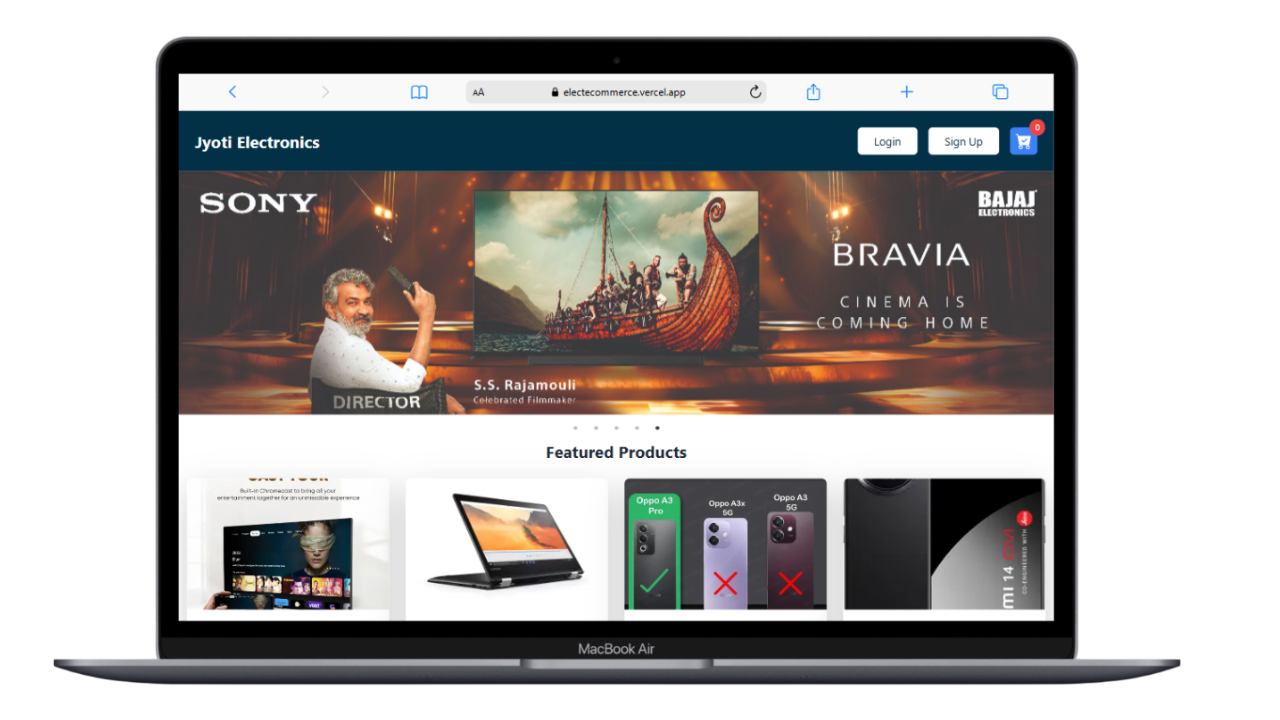 AA
electecommerce.vercel.app
Jyoti Electronics
Login
Sign Up
0
SONY
BAJAJ
ELECTRONICS
BRAVIA
CINEMA IS
COMING HOME
S.S. Rajamouli
Celebrated Filmmaker
DIRECTOR
Featured Products
Built-in Chromecast to bring all your
entertainment together for an unmissable experience
Oppo A3
Pro
Oppo A3x
5G
Oppo A3
5G
MI 14 CIVI
CO-ENGINEERED WITH
MacBook Air